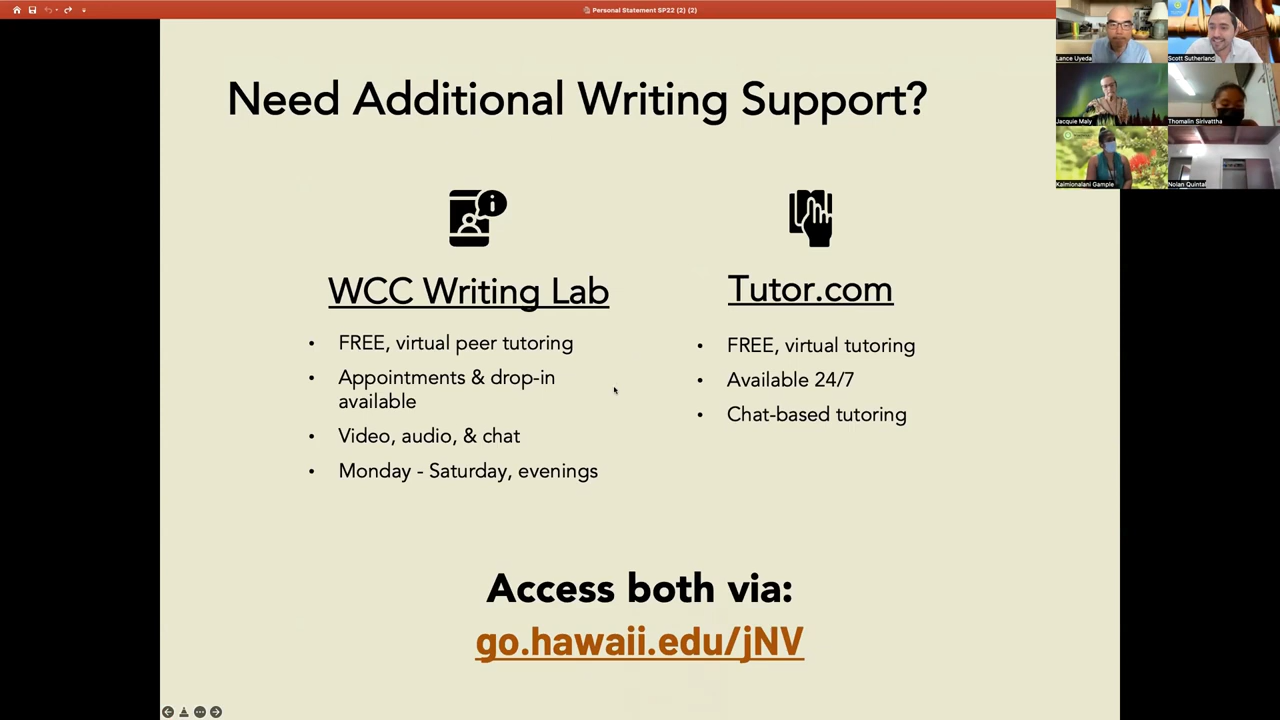 Personal Statement SP22 (2) (2)
Lance Uyeda
Scott Sutherland
Jacquie Maly
Thomalin Sirivattha
Kaimionalani Gample
Nolan Quintal
Need Additional Writing Support?
WCC Writing Lab
• FREE, virtual peer tutoring
• Appointments & drop-in
available
• Video, audio, & chat
• Monday - Saturday, evenings
Tutor.com
• FREE, virtual tutoring
• Available 24/7
• Chat-based tutoring
Access both via:
go.hawaii.edu/jNV